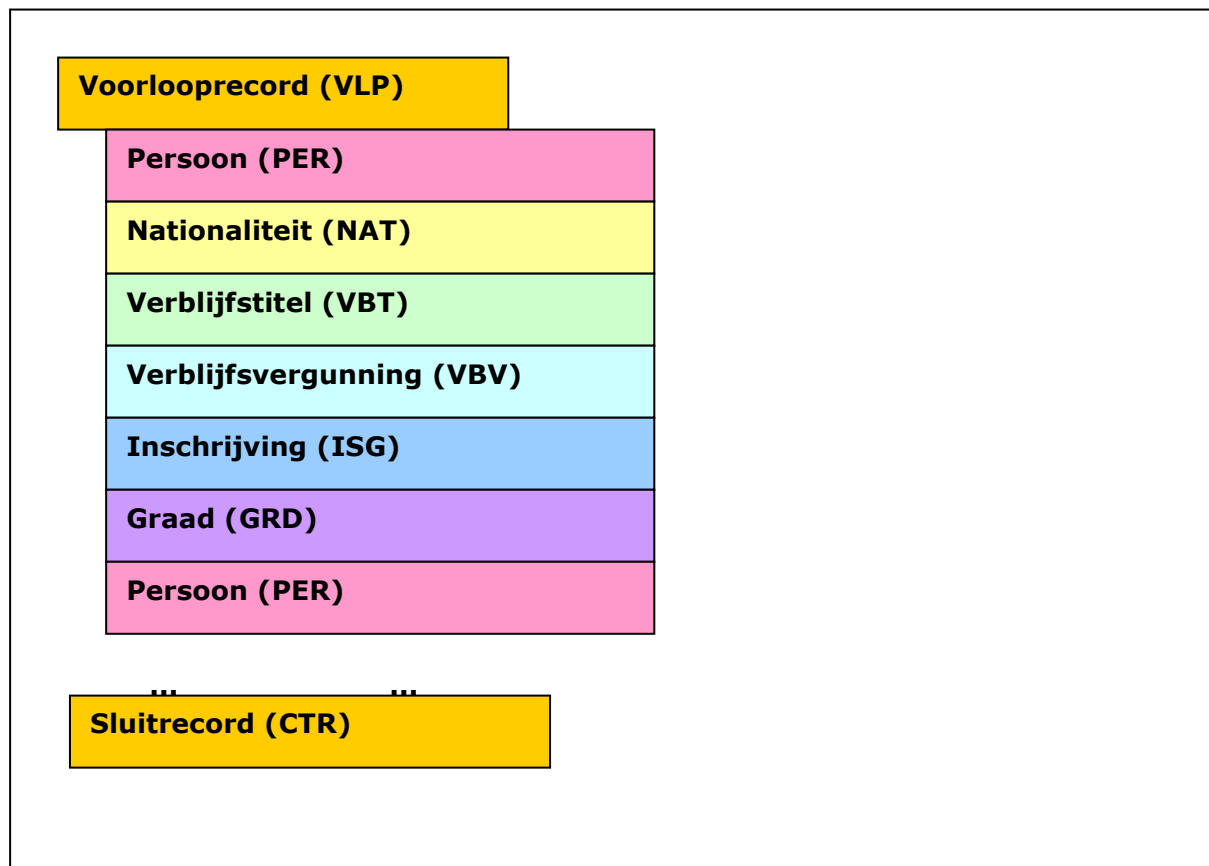 Voorlooprecord (VLP)
Persoon (PER)
Nationaliteit (NAT)
Verblijfstitel (VBT)
Verblijfsvergunning (VBV)
Inschrijving (ISG)
Graad (GRD)
Persoon (PER)
Sluitrecord (CTR)